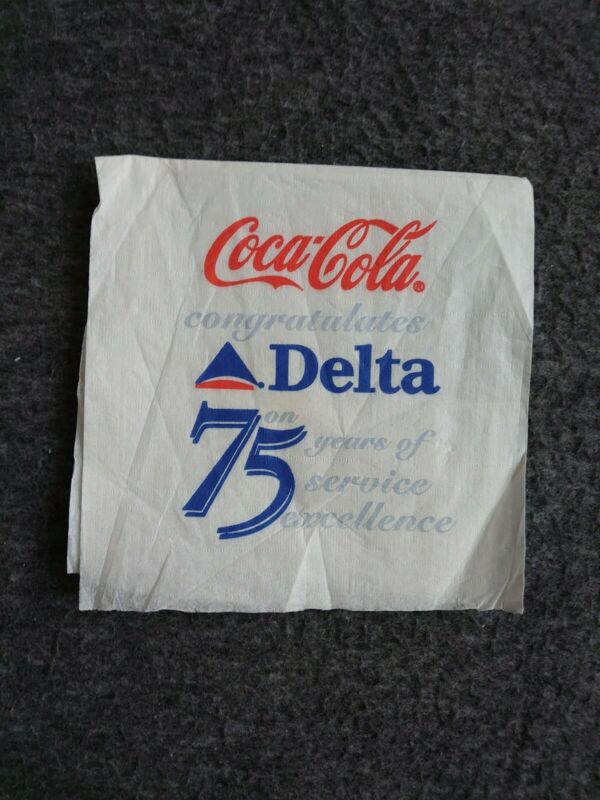 Coca-Cola®
congratulates
Delta
on
75 years of
service
excellence